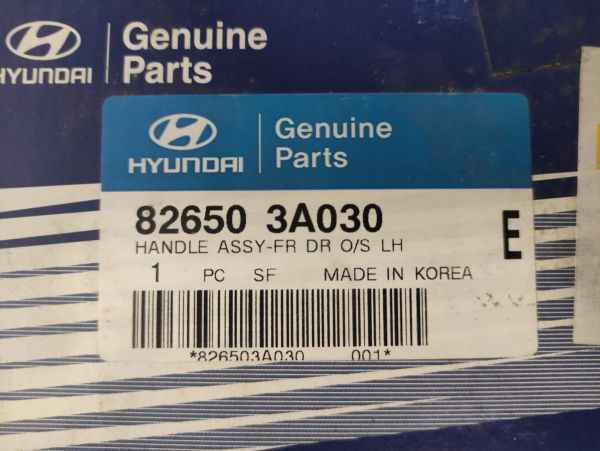 Genuine
Parts
HYUNDAI
Genuine
Parts
HYUNDAI
82650 3A030
HANDLE ASSY-FR DR O/S LH
E
1 PC SF MADE IN KOREA
*826503A030 001*